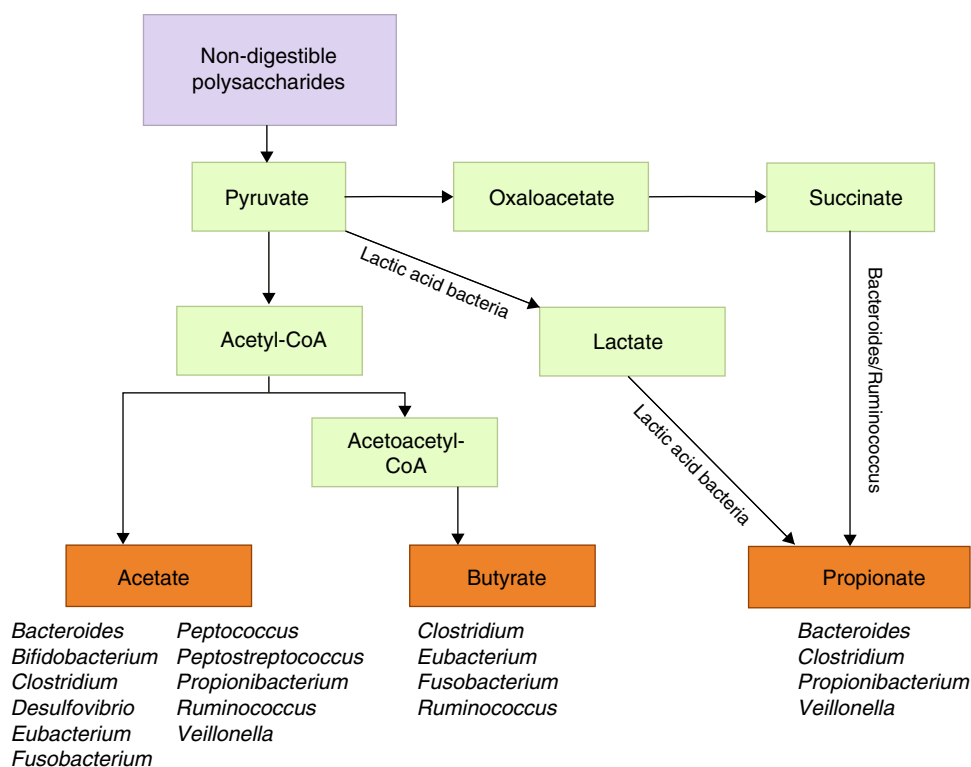 Non-digestible
polysaccharides
Pyruvate
Oxaloacetate
Succinate
Lactic acid bacteria
Bacteroides/Ruminococcus
Acetyl-CoA
Lactate
Lactic acid bacteria
Acetoacetyl-
CoA
Acetate
Butyrate
Propionate
Bacteroides
Bifidobacterium
Clostridium
Desulfovibrio
Eubacterium
Fusobacterium
Peptococcus
Peptostreptococcus
Propionibacterium
Ruminococcus
Veillonella
Clostridium
Eubacterium
Fusobacterium
Ruminococcus
Bacteroides
Clostridium
Propionibacterium
Veillonella